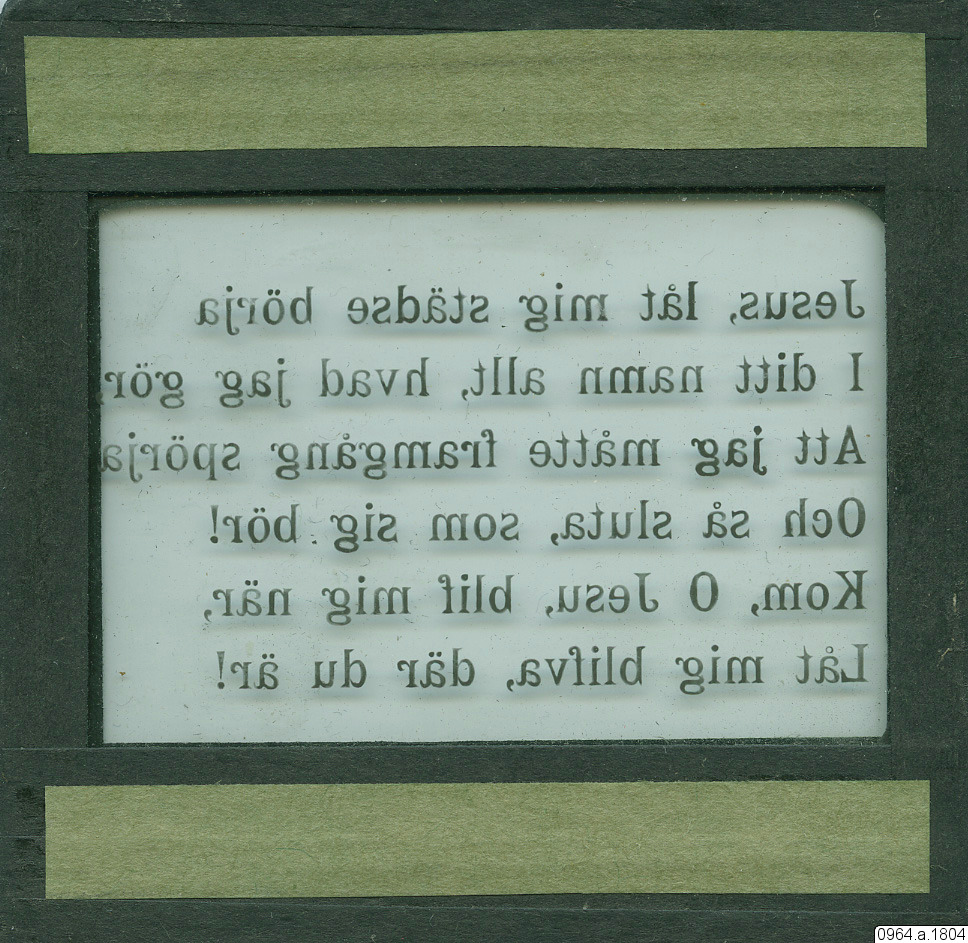 Jesus, låt mig städse börja
I ditt namn allt, hvad jag gör,
Att jag måtte framgång spörja
Och så sluta, som sig bör!
Kom, O Jesu, blif mig när,
Låt mig blifva, där du är!
0964.a.1804